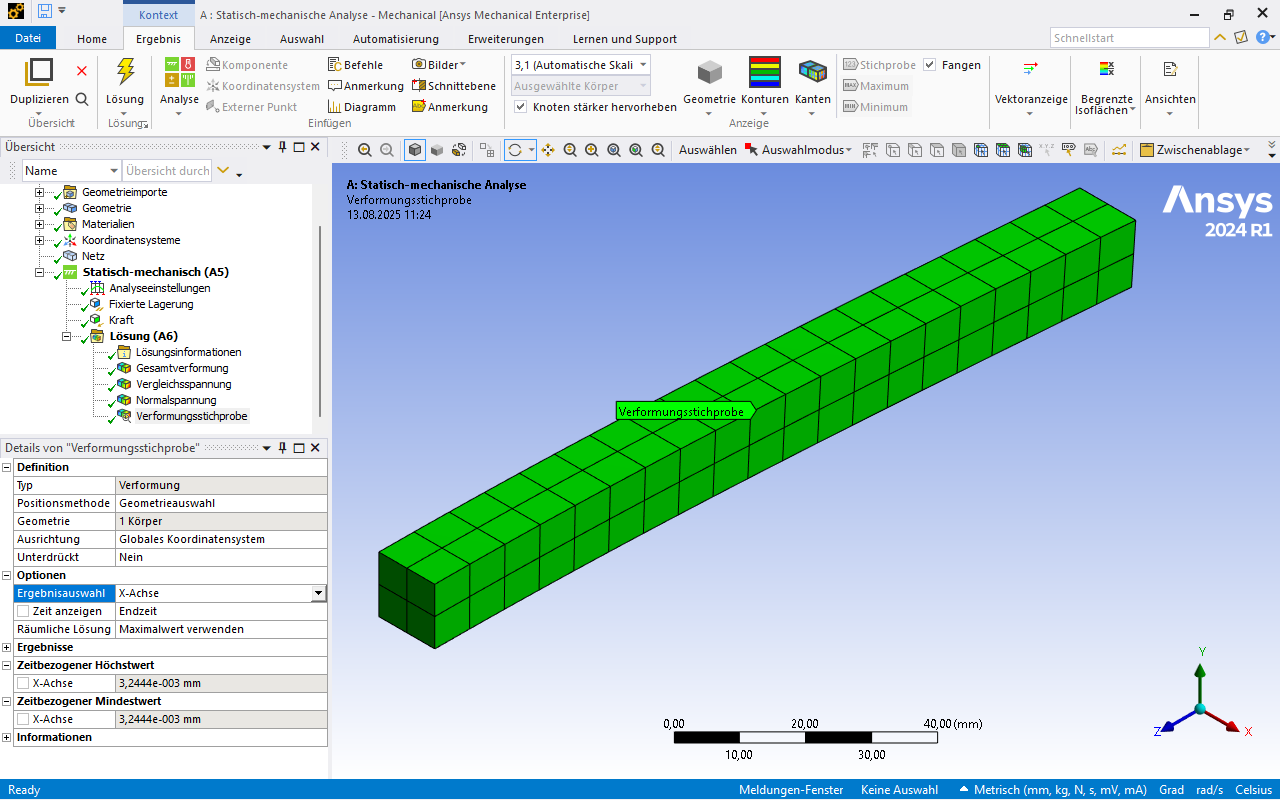 Kontext
A : Statisch-mechanische Analyse - Mechanical [Ansys Mechanical Enterprise]
Datei
Home
Ergebnis
Anzeige
Auswahl
Automatisierung
Erweiterungen
Lernen und Support
Schnellstart
Duplizieren
Übersicht
Lösung
Lösung
Analyse
Komponente
Koordinatensystem
Externer Punkt
Befehle
Anmerkung
Diagramm
Bilder
Schnittebene
Anmerkung
Einfügen
3,1 (Automatische Skali
Ausgewählte Körper
Knoten stärker hervorheben
Geometrie
Konturen
Kanten
Stichprobe
Maximum
Minimum
Fangen
Anzeige
Vektoranzeige
Begrenzte
Isoflächen
Ansichten
Übersicht
Name
Übersicht durch
Auswählen
Auswahlmodus
Zwischenablage
Geometrieimporte
Geometrie
Materialien
Koordinatensysteme
Netz
Statisch-mechanisch (A5)
Analyseeinstellungen
Fixierte Lagerung
Kraft
Lösung (A6)
Lösungsinformationen
Gesamtverformung
Vergleichsspannung
Normalspannung
Verformungsstichprobe
Details von "Verformungsstichprobe"
Definition
Typ Verformung
Positionsmethode Geometrieauswahl
Geometrie 1 Körper
Ausrichtung Globales Koordinatensystem
Unterdrückt Nein
Optionen
Ergebnisauswahl X-Achse
Zeit anzeigen Endzeit
Räumliche Lösung Maximalwert verwenden
Ergebnisse
Zeitbezogener Höchstwert
X-Achse 3,2444e-003 mm
Zeitbezogener Mindestwert
X-Achse 3,2444e-003 mm
Informationen
A: Statisch-mechanische Analyse
Verformungsstichprobe
13.08.2025 11:24
Ansys
2024 R1
Verformungsstichprobe
0,00 20,00 40,00 (mm)
10,00 30,00
Y
Z
X
Ready
Meldungen-Fenster
Keine Auswahl
Metrisch (mm, kg, N, s, mV, mA)
Grad
rad/s
Celsius